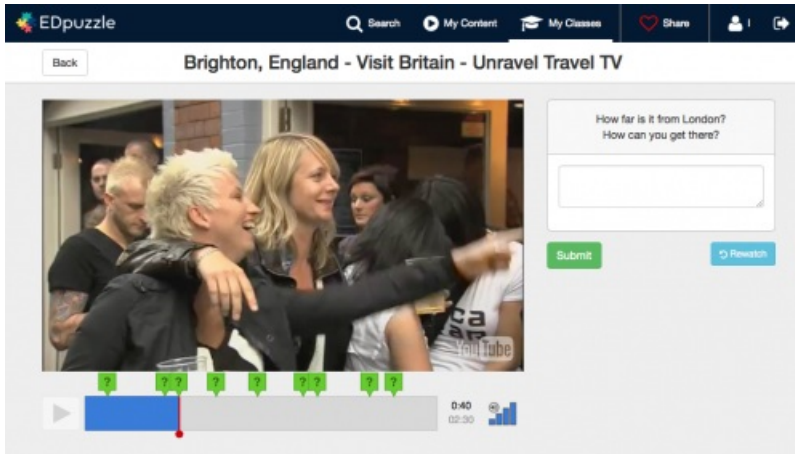 EDpuzzle
Search
My Content
My Classes
Share
I
Back
Brighton, England - Visit Britain - Unravel Travel TV
How far is it from London?
How can you get there?
Submit
Rewatch
ca
YouTube
? ? ? ? ? ? ? ? ?
0:40
02:30